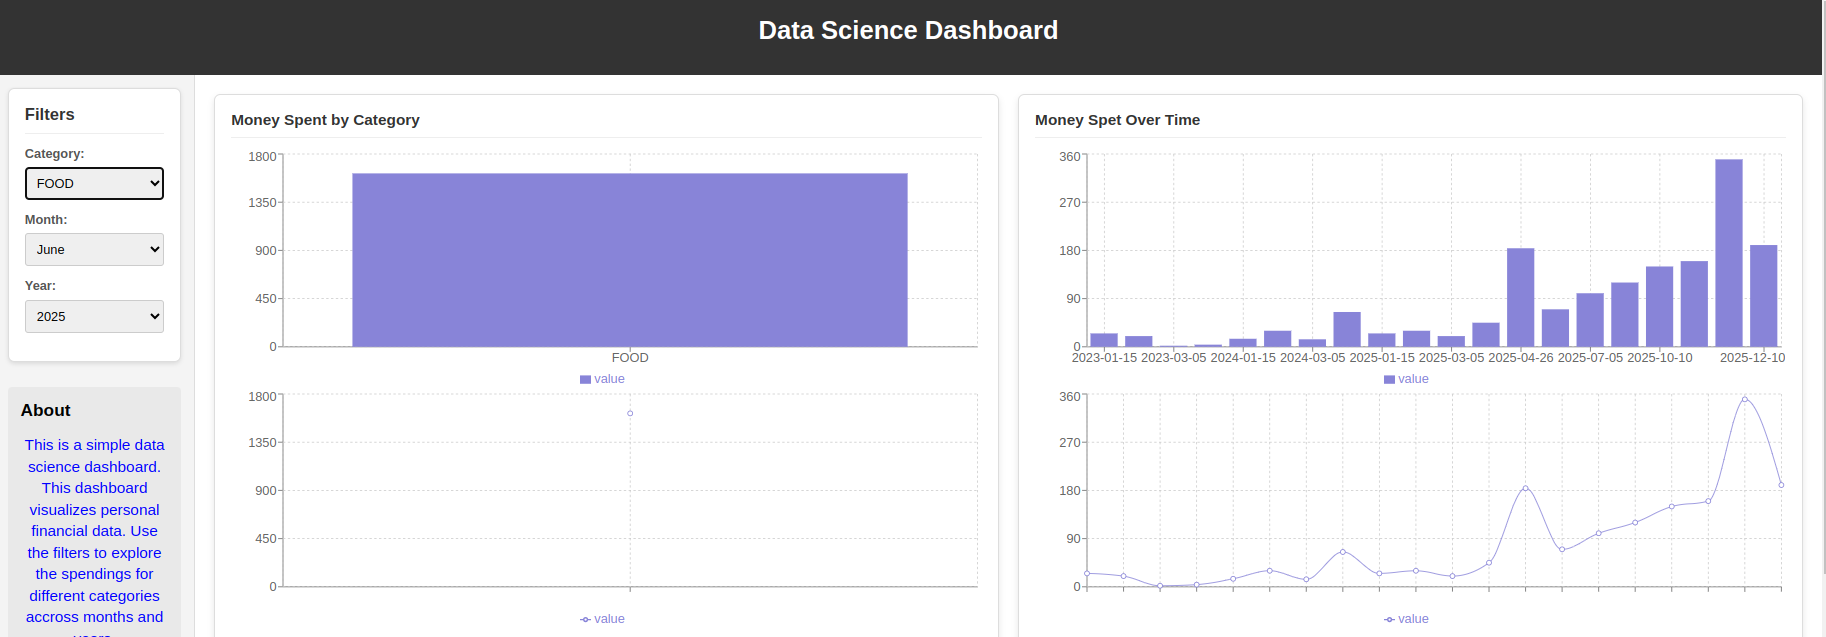 Data Science Dashboard
Filters
Category:
FOOD
Month:
June
Year:
2025
About
This is a simple data
science dashboard.
This dashboard
visualizes personal
financial data. Use
the filters to explore
the spendings for
different categories
accross months and
Money Spent by Category
1800
1350
900
450
0
FOOD
value
1800
1350
900
450
0
value
Money Spet Over Time
360
270
180
90
0
2023-01-15 2023-03-05 2024-01-15 2024-03-05 2025-01-15 2025-03-05 2025-04-26 2025-07-05 2025-10-10 2025-12-10
value
360
270
180
90
0
value